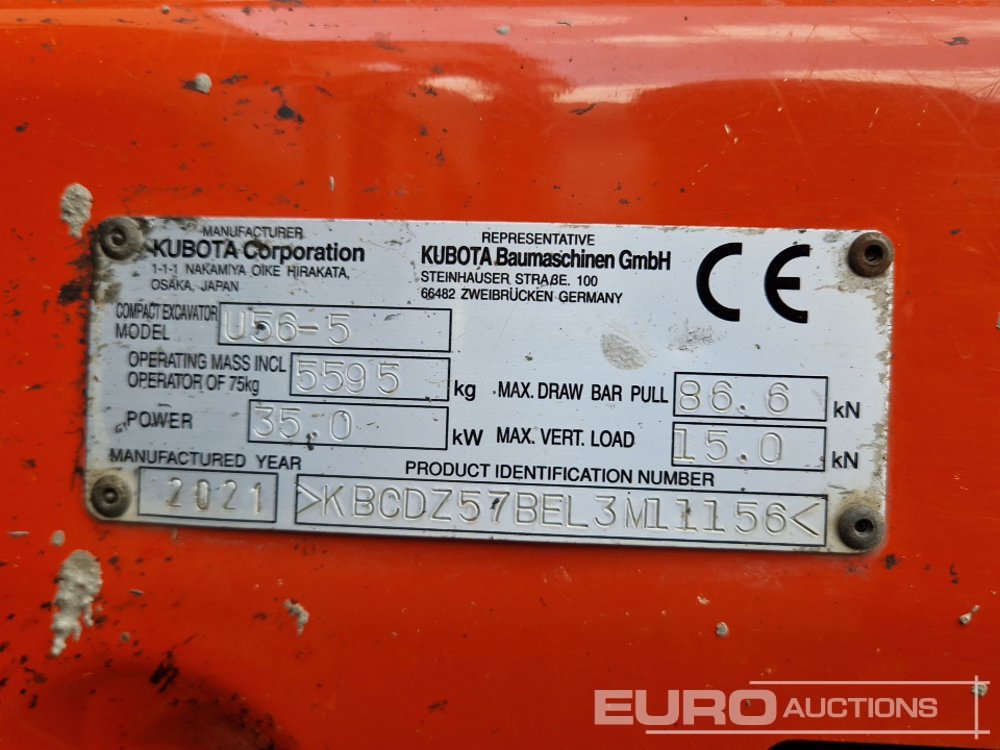 MANUFACTURER
KUBOTA Corporation
1-1-1 NAKAMIYA OIKE HIRAKATA,
OSAKA, JAPAN
REPRESENTATIVE
KUBOTA Baumaschinen GmbH
STEINHAUSER STRAßE. 100
66482 ZWEIBRÜCKEN GERMANY
CE
COMPACT EXCAVATOR
MODEL U56-5
OPERATING MASS INCL
OPERATOR OF 75kg 5595 kg
MAX. DRAW BAR PULL 86.6 kN
POWER 35.0 kW
MAX. VERT. LOAD 15.0 kN
MANUFACTURED YEAR
2021
PRODUCT IDENTIFICATION NUMBER
>KBCDZ57BEL3M11156<
EURO AUCTIONS